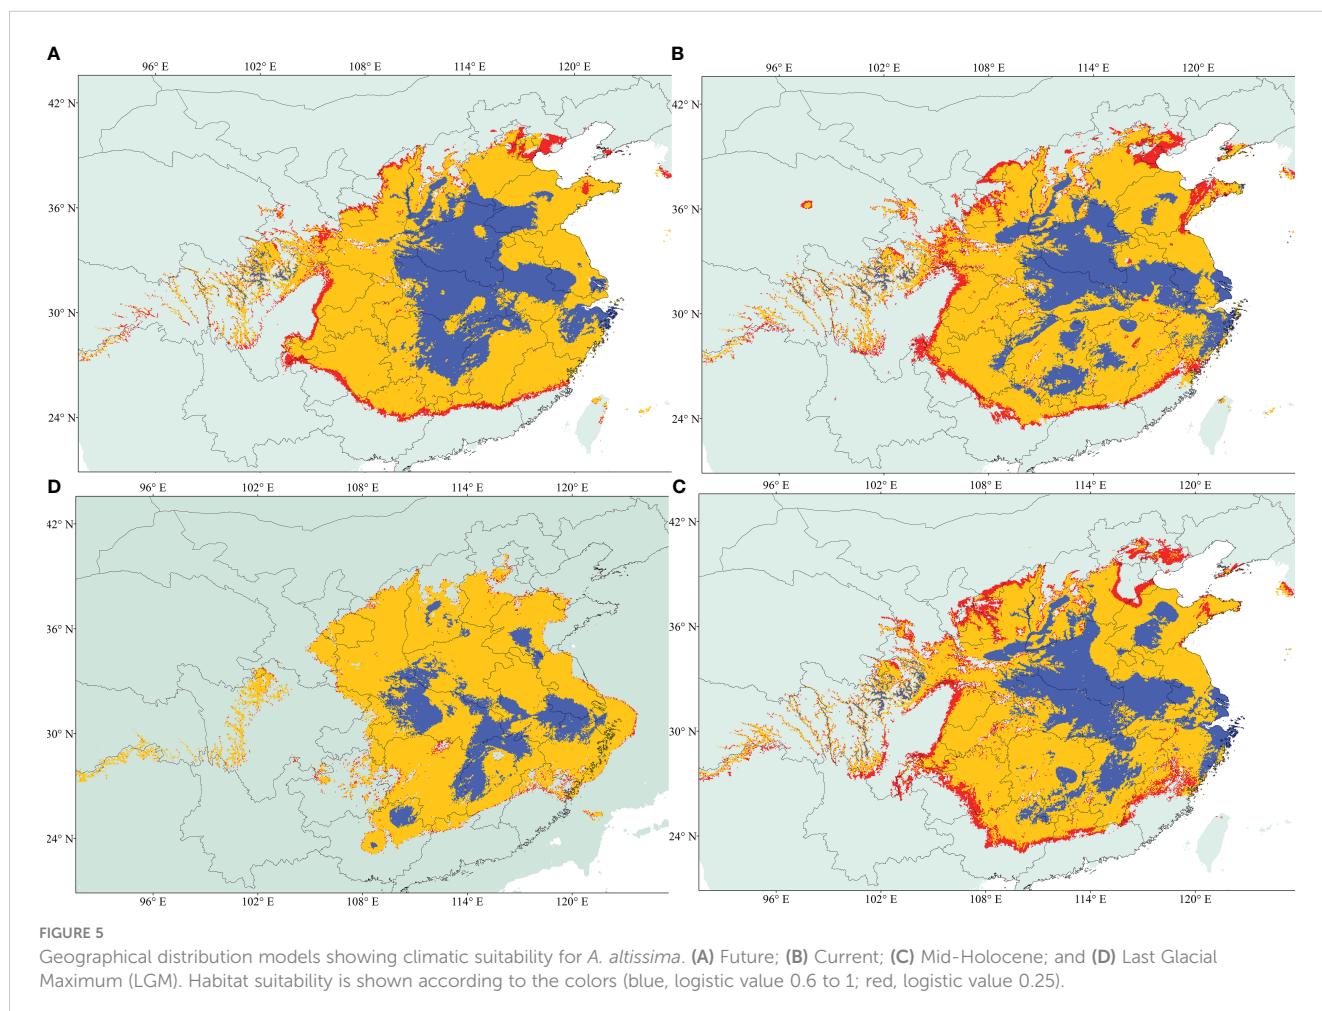 A
96° E 102° E 108° E 114° E 120° E
42° N
36° N
30° N
24° N
B
96° E 102° E 108° E 114° E 120° E
42° N
36° N
30° N
24° N
D
96° E 102° E 108° E 114° E 120° E
42° N
36° N
30° N
24° N
96° E 102° E 108° E 114° E 120° E
C
96° E 102° E 108° E 114° E 120° E
42° N
36° N
30° N
24° N
96° E 102° E 108° E 114° E 120° E
FIGURE 5
Geographical distribution models showing climatic suitability for A. altissima. (A) Future; (B) Current; (C) Mid-Holocene; and (D) Last Glacial
Maximum (LGM). Habitat suitability is shown according to the colors (blue, logistic value 0.6 to 1; red, logistic value 0.25).